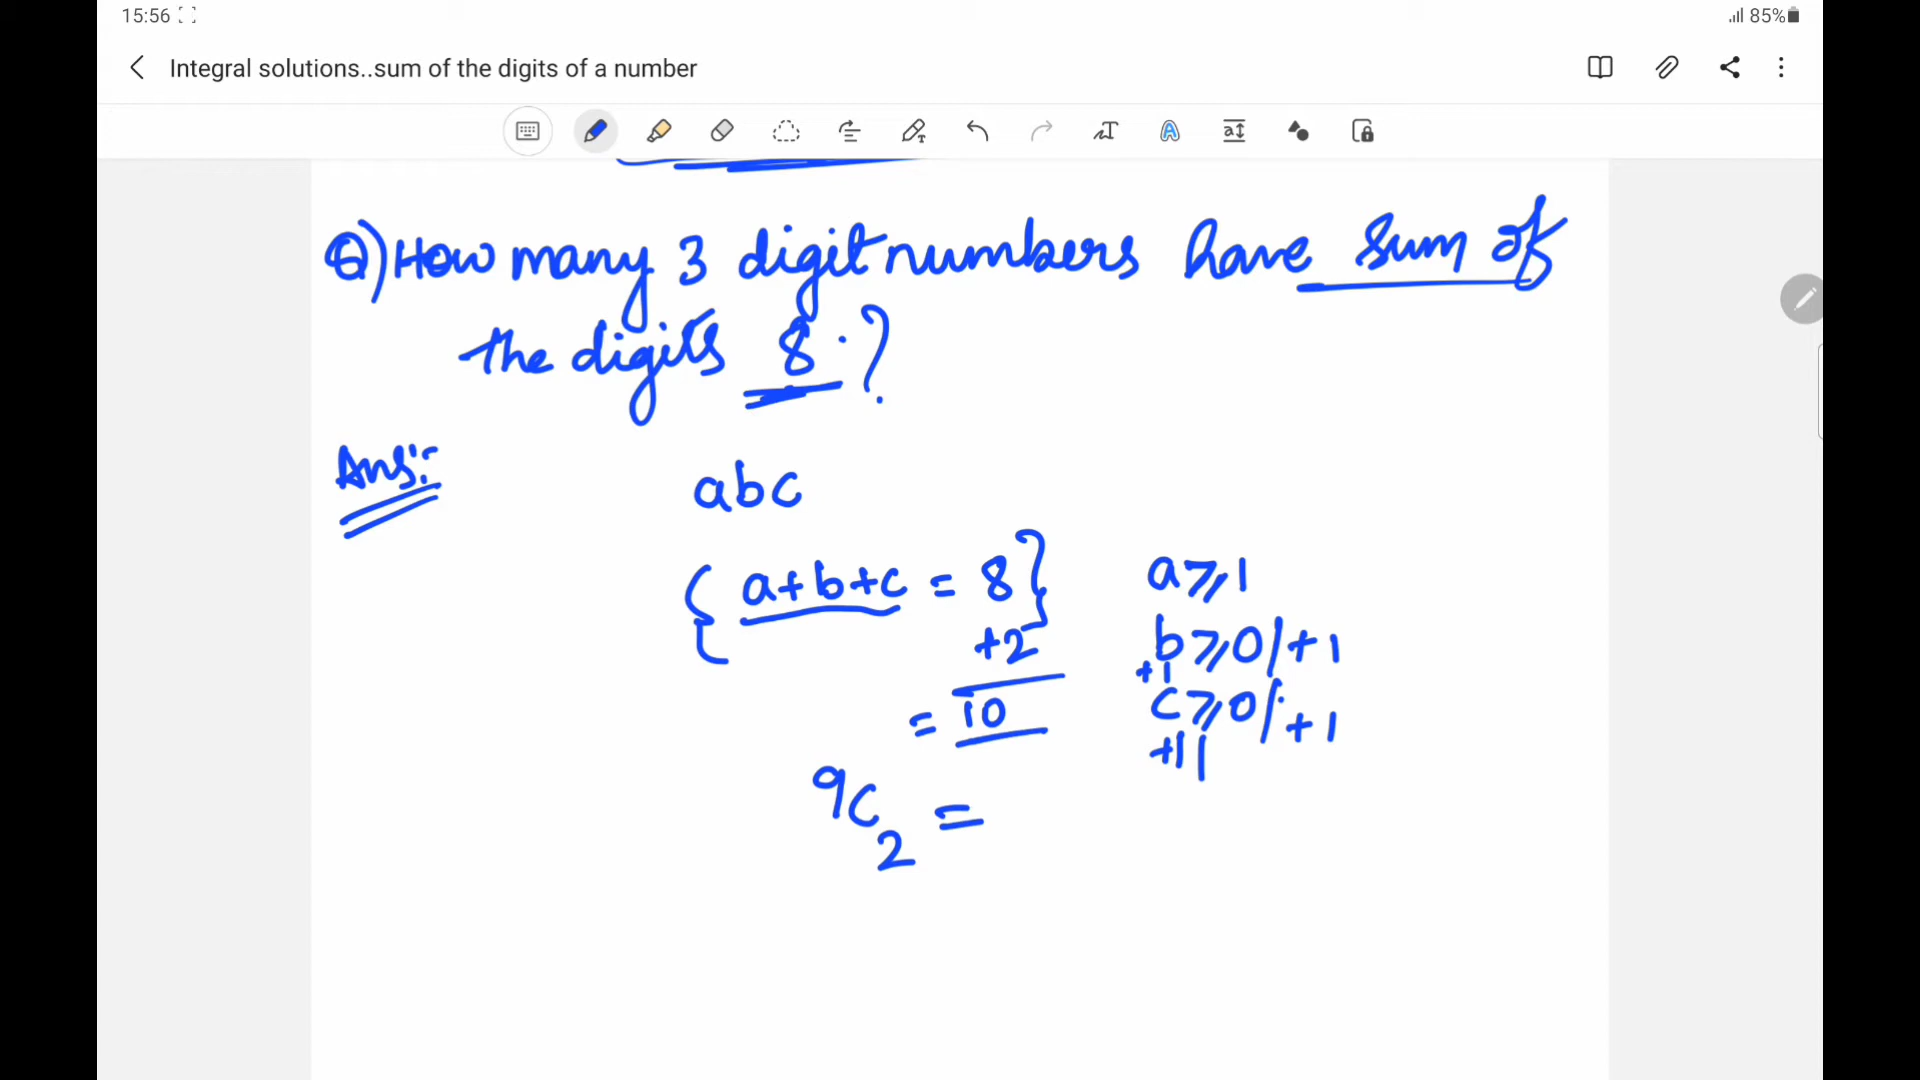 15:56
85%
Integral solutions..sum of the digits of a number
Q) How many 3 digit numbers have sum of
the digits 8 . ?
Ans:-
abc
{ a+b+c = 8 }
+2
= 10
⁹C₂ =
a ⩾ 1
b ⩾ 0 / +1
+1
c ⩾ 0 / +1
+1